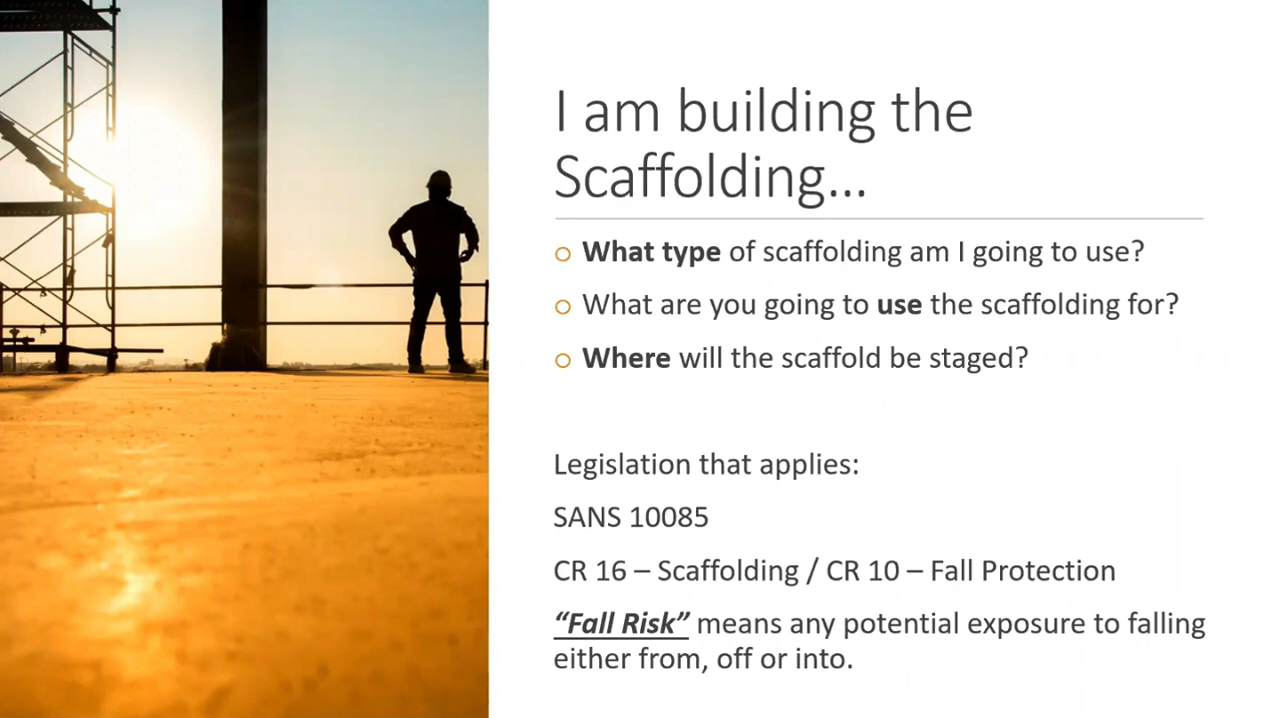 I am building the
Scaffolding...
What type of scaffolding am I going to use?
What are you going to use the scaffolding for?
Where will the scaffold be staged?
Legislation that applies:
SANS 10085
CR 16 – Scaffolding / CR 10 – Fall Protection
“Fall Risk” means any potential exposure to falling
either from, off or into.